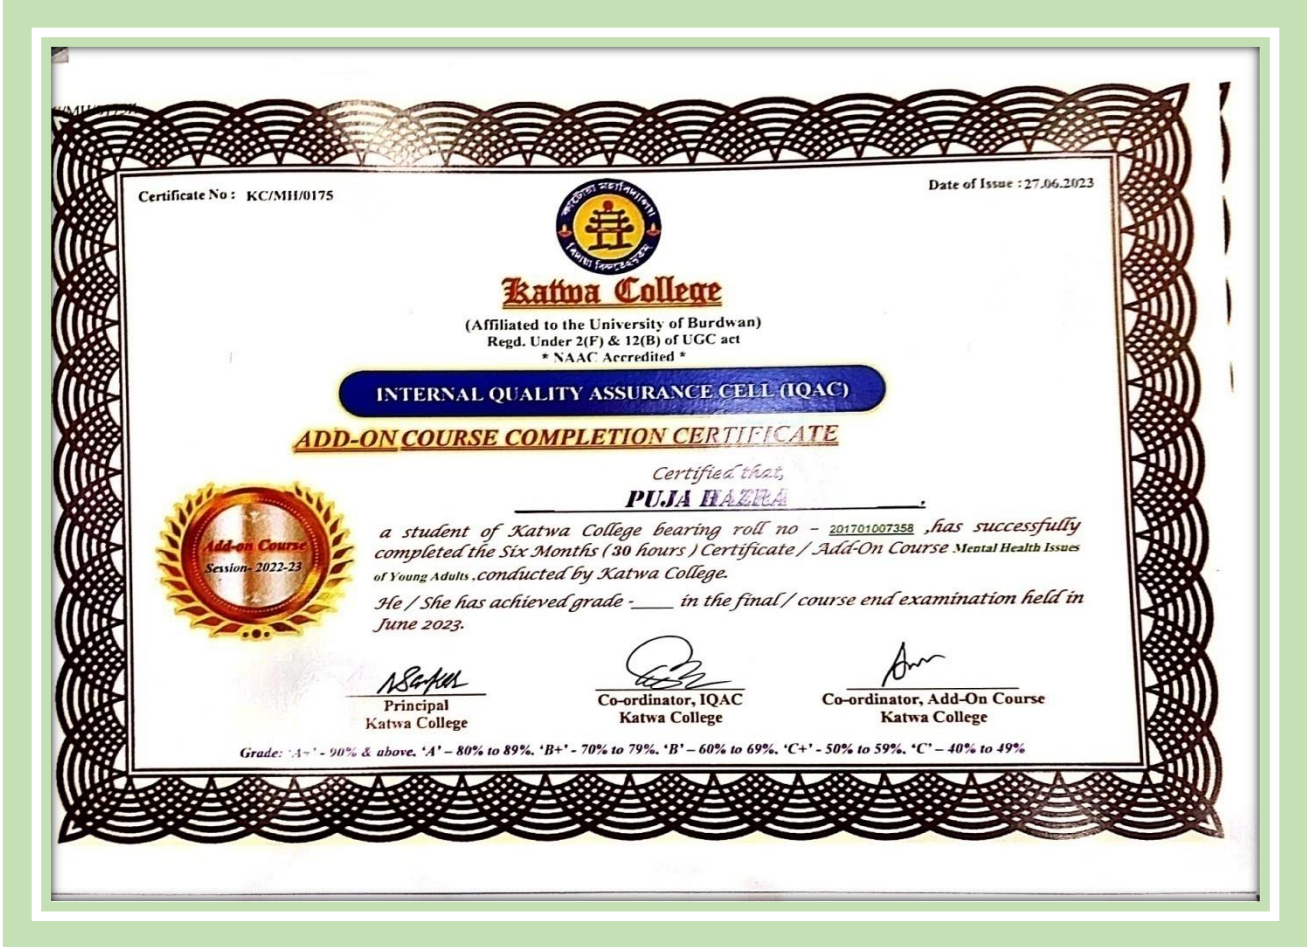 Certificate No : KC/MH/0175
Date of Issue : 27.06.2023
কাটোয়া মহাবিদ্যালয়
Katwa College
(Affiliated to the University of Burdwan)
Regd. Under 2(F) & 12(B) of UGC act
* NAAC Accredited *
INTERNAL QUALITY ASSURANCE CELL (IQAC)
ADD-ON COURSE COMPLETION CERTIFICATE
Certified that,
PUJA HAZRA.
Add-on Course
Session- 2022-23
a student of Katwa College bearing roll no – 201701007358 ,has successfully
completed the Six Months ( 30 hours ) Certificate / Add-On Course Mental Health Issues
of Young Adults .conducted by Katwa College.
He / She has achieved grade -____ in the final / course end examination held in
June 2023.
Principal
Katwa College
Co-ordinator, IQAC
Katwa College
Co-ordinator, Add-On Course
Katwa College
Grade: 'A+' - 90% & above, 'A' – 80% to 89%, 'B+' - 70% to 79%, 'B' – 60% to 69%, 'C+' - 50% to 59%, 'C' – 40% to 49%